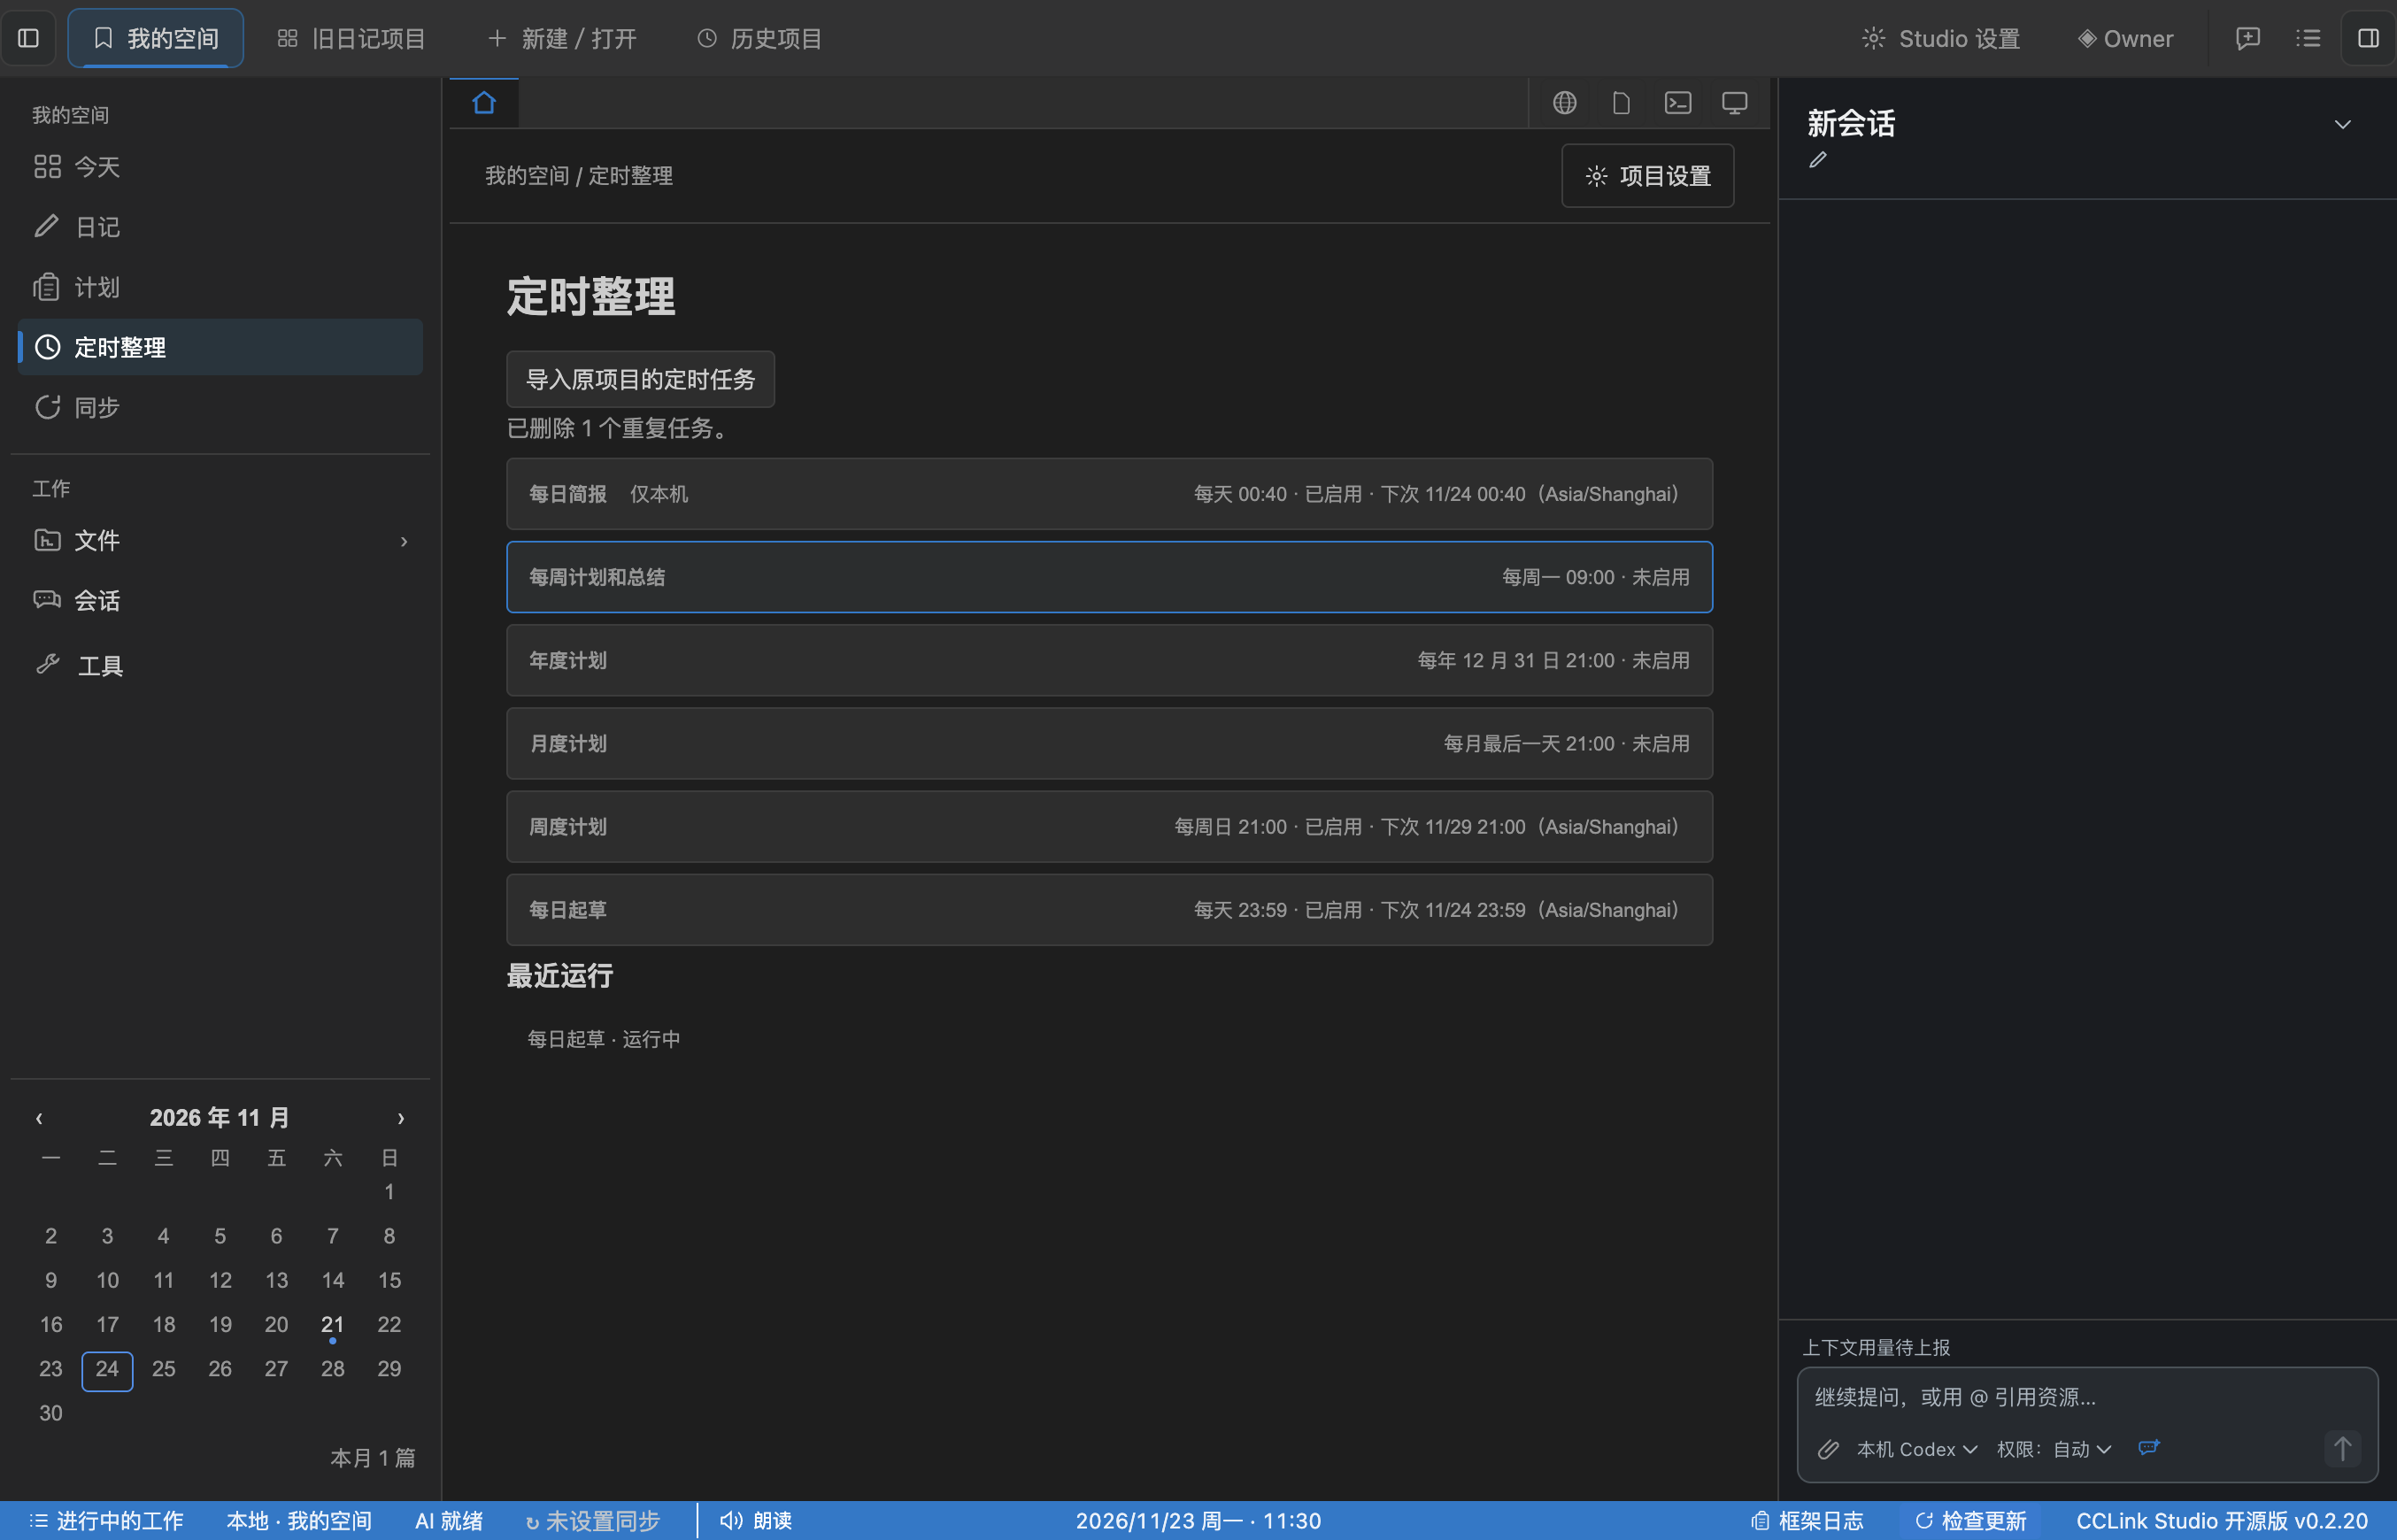 我的空间
旧日记项目
新建 / 打开
历史项目
Studio 设置
Owner
我的空间
今天
日记
计划
定时整理
同步
工作
文件
会话
工具
2026 年 11 月
一 二 三 四 五 六 日
1
2 3 4 5 6 7 8
9 10 11 12 13 14 15
16 17 18 19 20 21 22
23 24 25 26 27 28 29
30
本月 1 篇
我的空间 / 定时整理
项目设置
定时整理
导入原项目的定时任务
已删除 1 个重复任务。
每日简报 仅本机 每天 00:40 · 已启用 · 下次 11/24 00:40（Asia/Shanghai）
每周计划和总结 每周一 09:00 · 未启用
年度计划 每年 12 月 31 日 21:00 · 未启用
月度计划 每月最后一天 21:00 · 未启用
周度计划 每周日 21:00 · 已启用 · 下次 11/29 21:00（Asia/Shanghai）
每日起草 每天 23:59 · 已启用 · 下次 11/24 23:59（Asia/Shanghai）
最近运行
每日起草 · 运行中
新会话
上下文用量待上报
继续提问，或用 @ 引用资源...
本机 Codex 权限：自动
进行中的工作
本地 · 我的空间
AI 就绪
未设置同步
朗读
2026/11/23 周一 · 11:30
框架日志
检查更新
CCLink Studio 开源版 v0.2.20